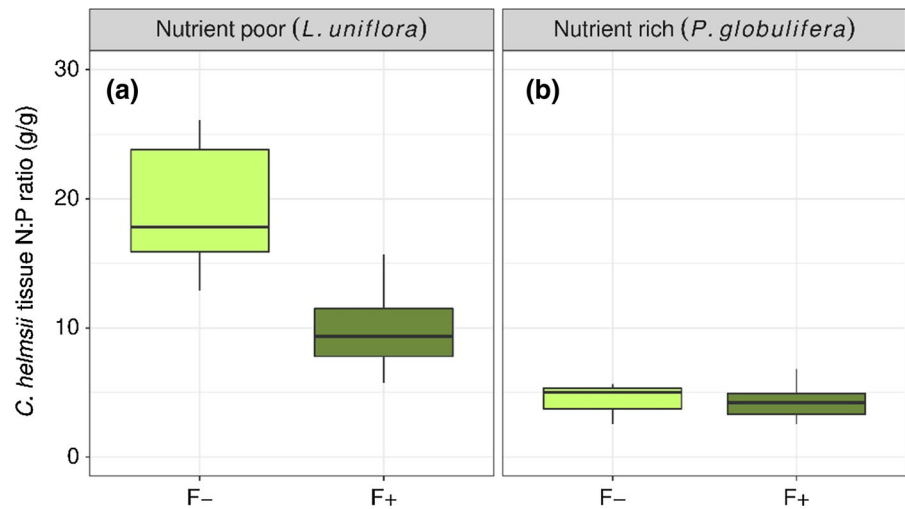 Nutrient poor (L. uniflora)
Nutrient rich (P. globulifera)
C. helmsii tissue N:P ratio (g/g)
30
20
10
0
(a)
(b)
F−
F+
F−
F+